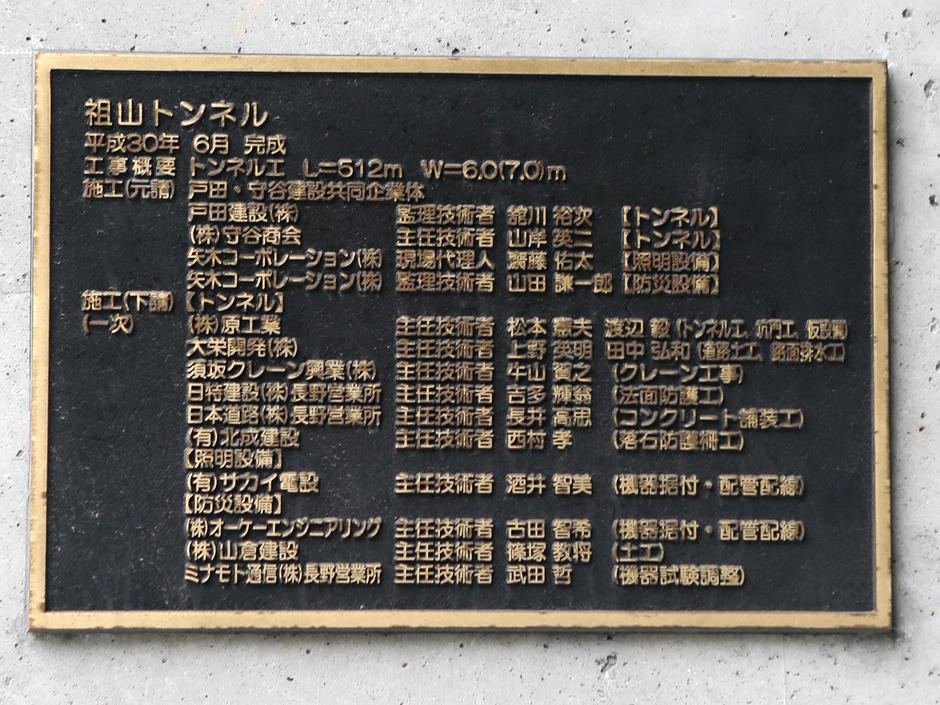 祖山トンネル
平成30年 6月 完成
工事概要 トンネル工 L=512m W=6.0(7.0)m
施工(元請) 戸田・守谷建設共同企業体
戸田建設(株) 監理技術者 舘川 裕次 【トンネル】
(株)守谷商会 主任技術者 山岸 英二 【トンネル】
矢木コーポレーション(株) 現場代理人 齋藤 佑太 【照明設備】
矢木コーポレーション(株) 監理技術者 山田 謙一郎 【防災設備】
施工(下請) 【トンネル】
(一次) (株)原工業 主任技術者 松本 憲夫 渡辺 毅 (トンネル工、坑門工、仮設備)
大栄開発(株) 主任技術者 上野 英明 田中 弘和 (道路土工、路面排水工)
須坂クレーン興業(株) 主任技術者 牛山 賀之 (クレーン工事)
日特建設(株)長野営業所 主任技術者 吉多 輝翁 (法面防護工)
日本道路(株)長野営業所 主任技術者 長井 高志 (コンクリート舗装工)
(有)北成建設 主任技術者 西村 孝 (落石防護柵工)
【照明設備】
(有)サカイ電設 主任技術者 酒井 智美 (機器据付・配管配線)
【防災設備】
(株)オーケーエンジニアリング 主任技術者 古田 智希 (機器据付・配管配線)
(株)山倉建設 主任技術者 篠塚 教将 (土工)
ミナモト通信(株)長野営業所 主任技術者 武田 哲 (機器試験調整)